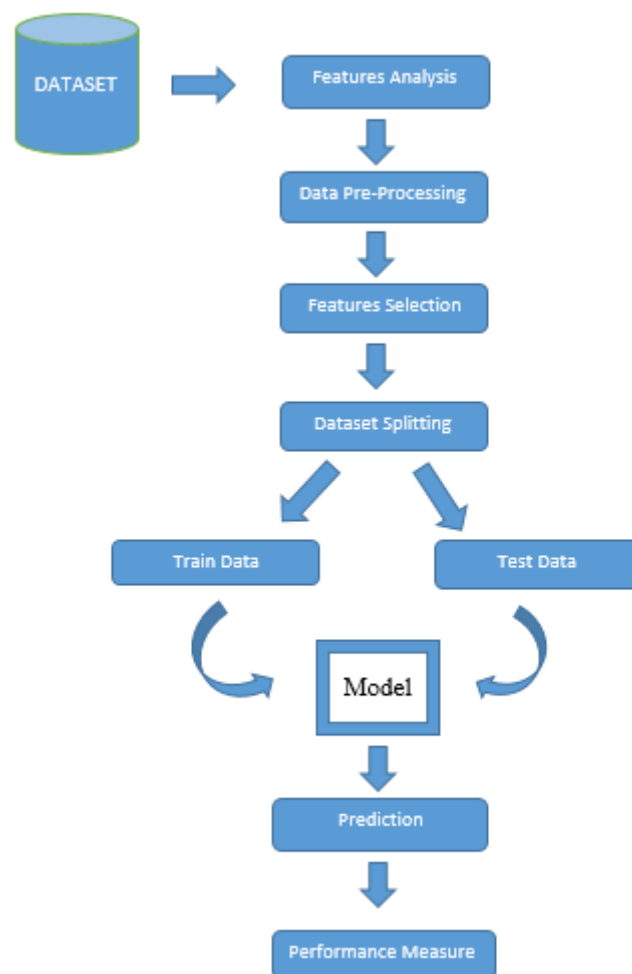 DATASET
Features Analysis
Data Pre-Processing
Features Selection
Dataset Splitting
Train Data
Test Data
Model
Prediction
Performance Measure